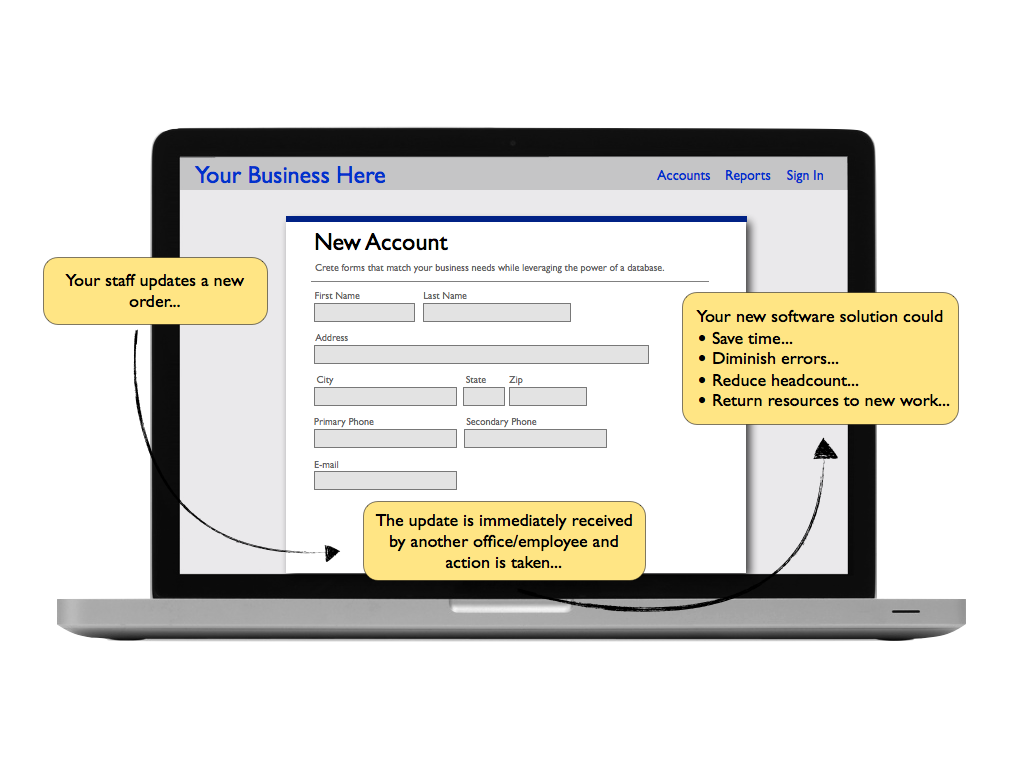 Your Business Here
Accounts Reports Sign In
New Account
Crete forms that match your business needs while leveraging the power of a database.
First Name Last Name
Address
City State Zip
Primary Phone Secondary Phone
E-mail
Your staff updates a new
order...
The update is immediately received
by another office/employee and
action is taken...
Your new software solution could
• Save time...
• Diminish errors...
• Reduce headcount...
• Return resources to new work...